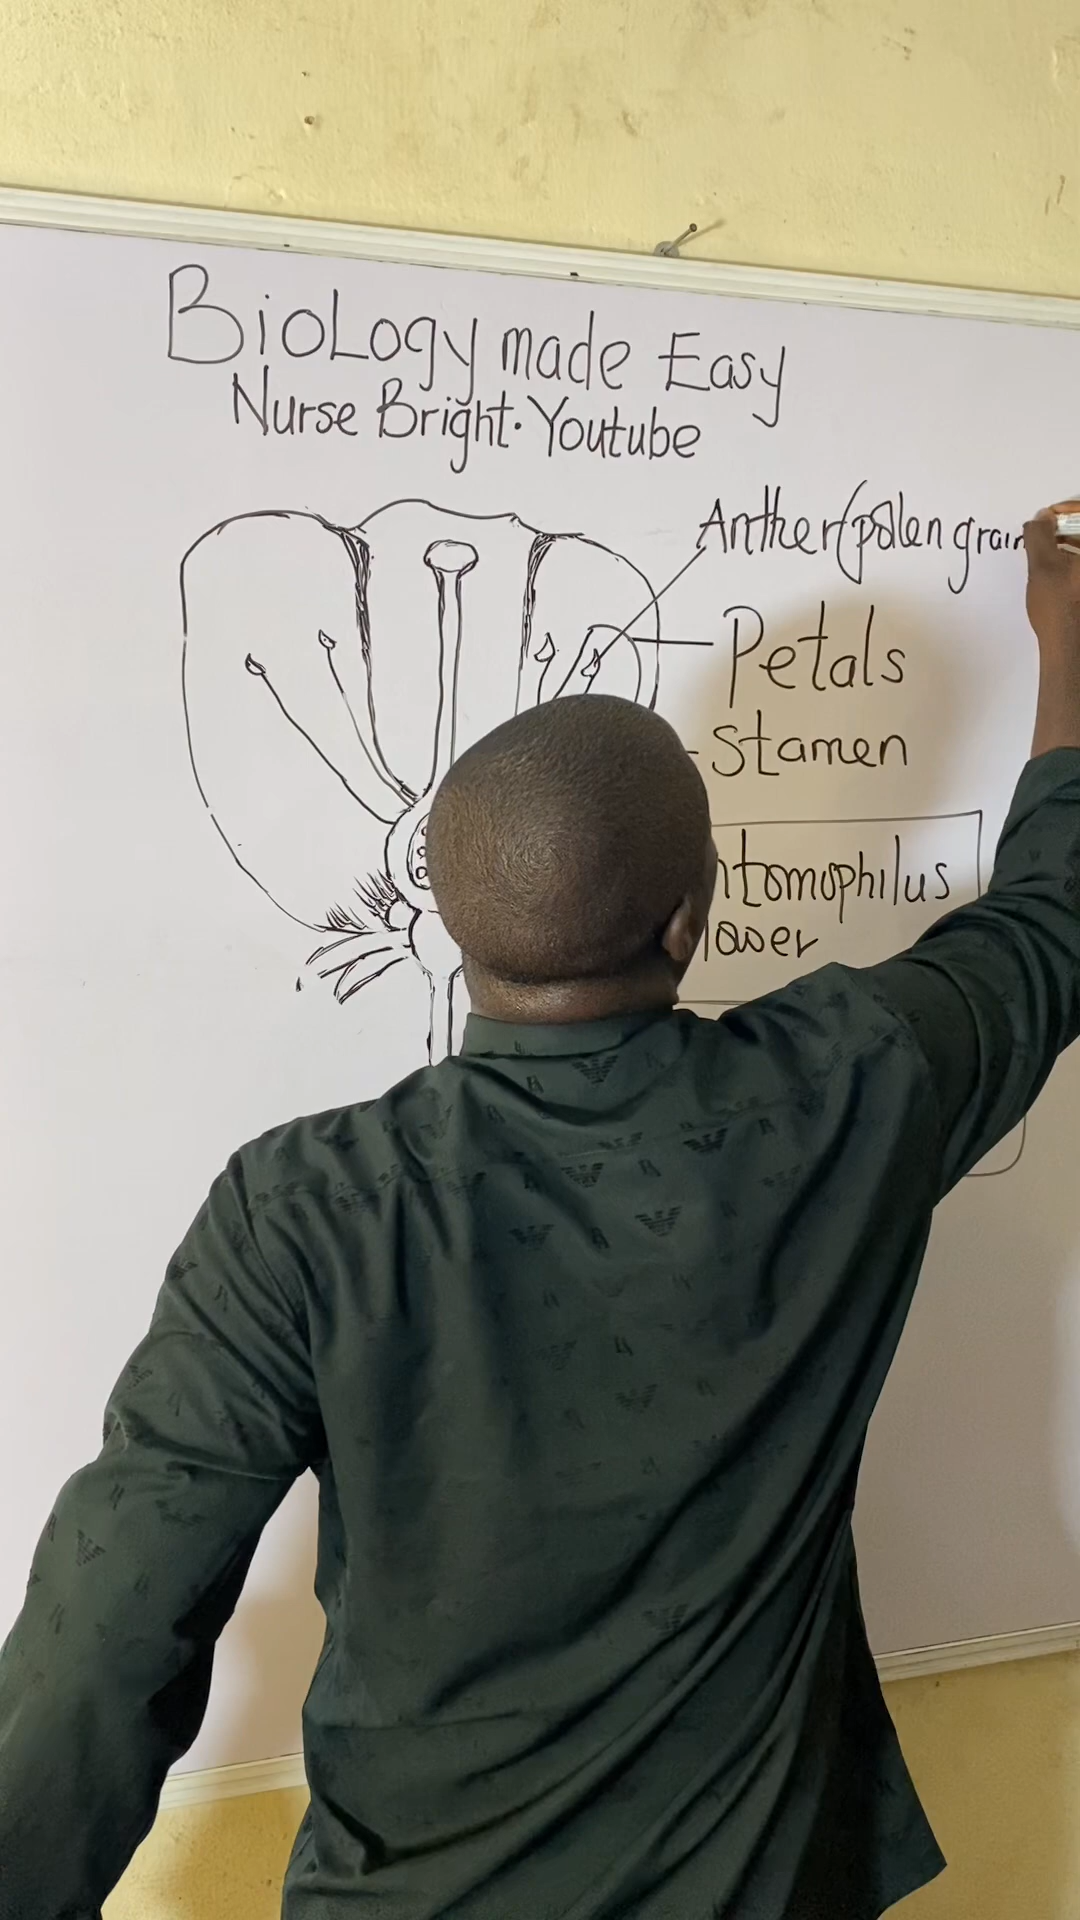 BioLogy made Easy
Nurse Bright. Youtube
Anther (pollen grain
Petals
Stamen
ntomophilus
lower